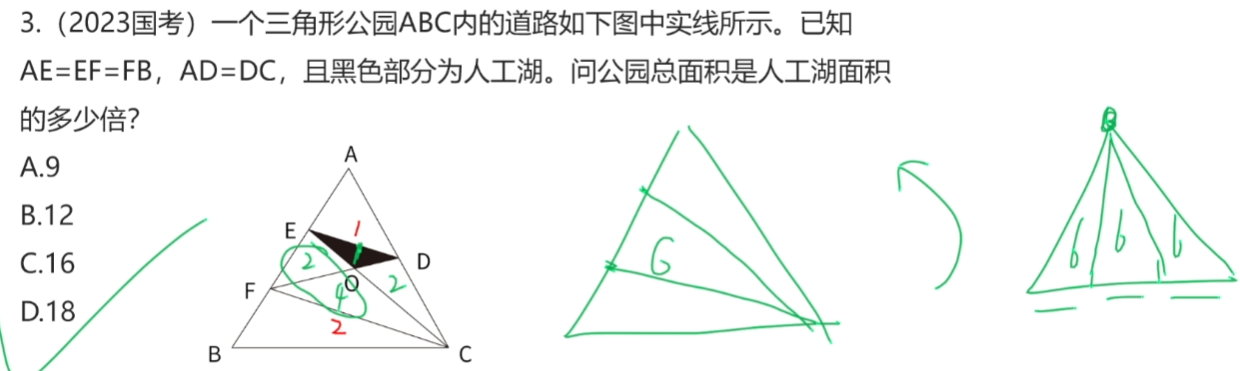 3.（2023国考）一个三角形公园ABC内的道路如下图中实线所示。已知
AE=EF=FB，AD=DC，且黑色部分为人工湖。问公园总面积是人工湖面积
的多少倍？
A.9
B.12
C.16
D.18
A
E
1
D
2
2
F
O
4
2
B
C
6
B
6
6
6